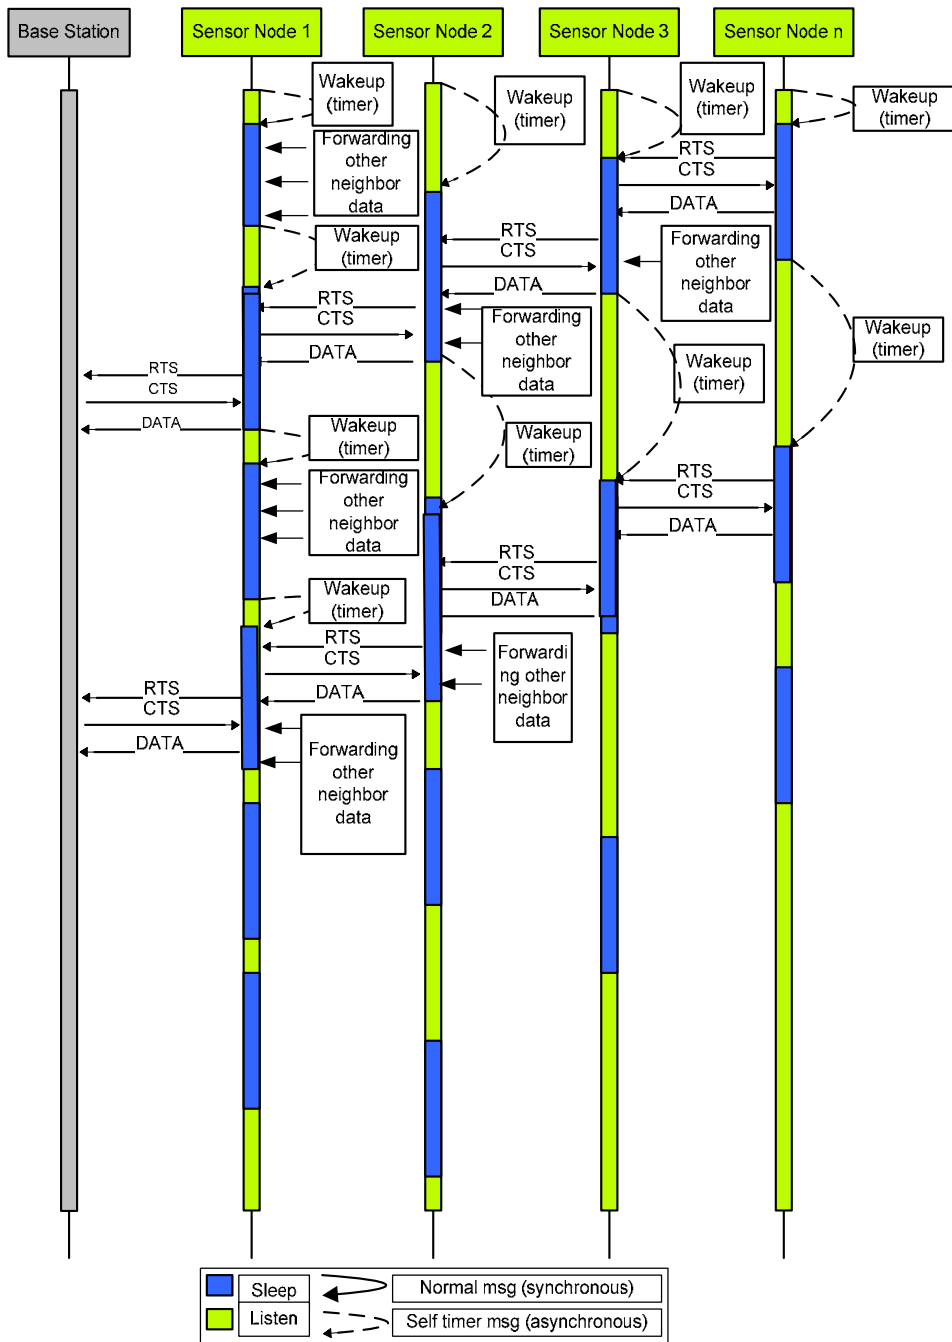 Base Station
Sensor Node 1
Sensor Node 2
Sensor Node 3
Sensor Node n
Wakeup
(timer)
Wakeup
(timer)
Wakeup
(timer)
Wakeup
(timer)
Forwarding
other
neighbor
data
RTS
CTS
DATA
Wakeup
(timer)
RTS
CTS
DATA
Forwarding
other
neighbor
data
RTS
CTS
DATA
Forwarding
other
neighbor
data
Wakeup
(timer)
Wakeup
(timer)
RTS
CTS
DATA
Wakeup
(timer)
Wakeup
(timer)
Forwarding
other
neighbor
data
RTS
CTS
DATA
RTS
CTS
DATA
Wakeup
(timer)
RTS
CTS
DATA
Forwardi
ng other
neighbor
data
RTS
CTS
DATA
Forwarding
other
neighbor
data
Sleep
Normal msg (synchronous)
Listen
Self timer msg (asynchronous)